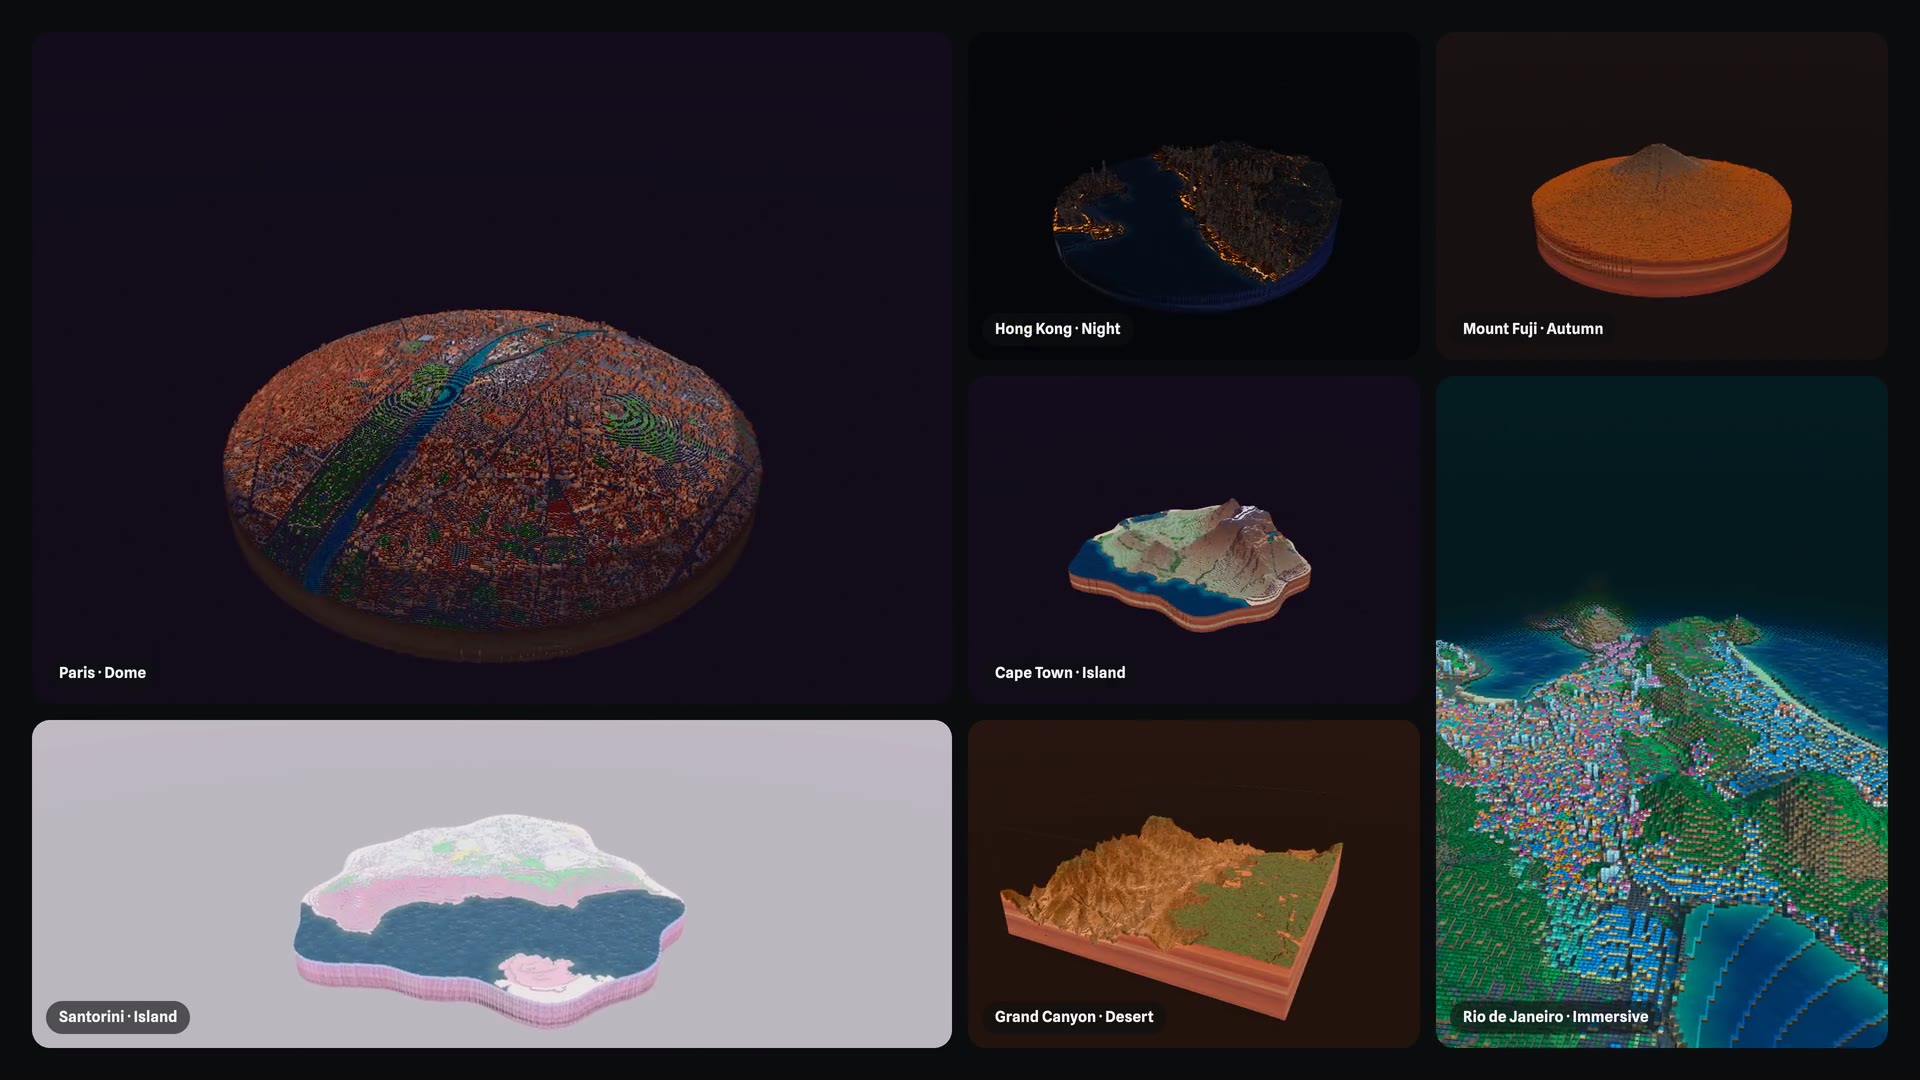 Hong Kong · Night
Mount Fuji · Autumn
Paris · Dome
Cape Town · Island
Santorini · Island
Grand Canyon · Desert
Rio de Janeiro · Immersive